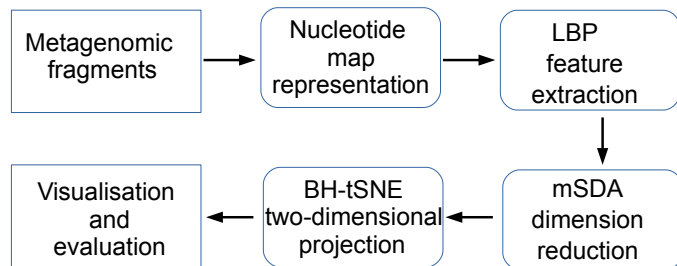 Metagenomic
fragments
Nucleotide
map
representation
LBP
feature
extraction
mSDA
dimension
reduction
BH-tSNE
two-dimensional
projection
Visualisation
and
evaluation